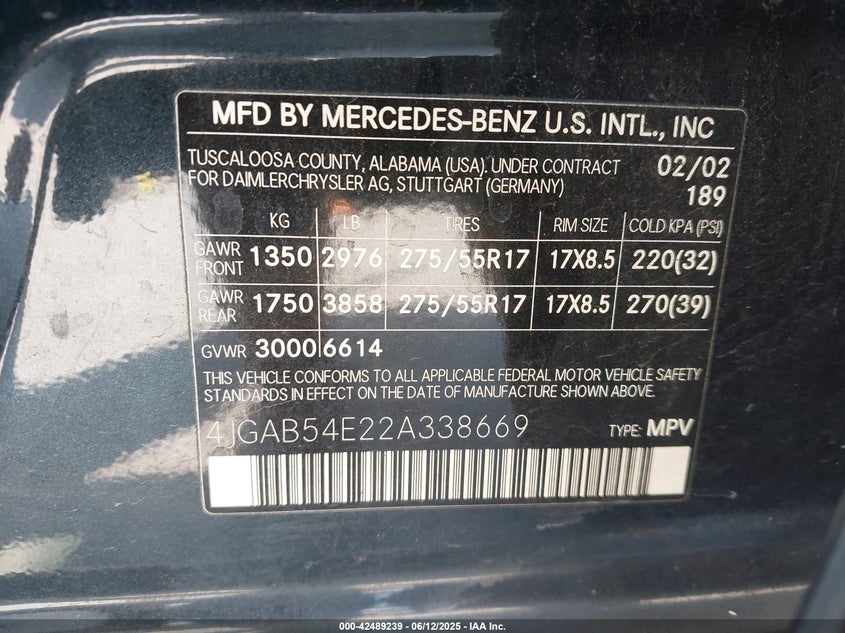 MFD BY MERCEDES-BENZ U.S. INTL., INC
TUSCALOOSA COUNTY, ALABAMA (USA). UNDER CONTRACT 02/02
FOR DAIMLERCHRYSLER AG, STUTTGART (GERMANY) 189
KG LB TIRES RIM SIZE COLD KPA (PSI)
GAWR FRONT 1350 2976 275/55R17 17X8.5 220(32)
GAWR REAR 1750 3858 275/55R17 17X8.5 270(39)
GVWR 3000 6614
THIS VEHICLE CONFORMS TO ALL APPLICABLE FEDERAL MOTOR VEHICLE SAFETY
STANDARDS IN EFFECT ON THE DATE OF MANUFACTURE SHOWN ABOVE.
4JGAB54E22A338669 TYPE: MPV
000-42489239 - 06/12/2025 - IAA Inc.